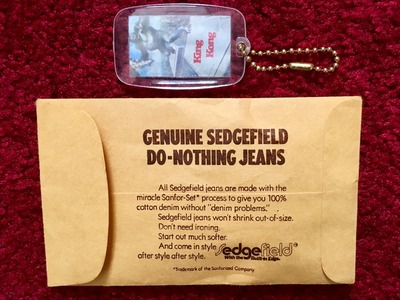 King
Kong
GENUINE SEDGEFIELD
DO-NOTHING JEANS
All Sedgefield jeans are made with the
miracle Sanfor-Set* process to give you 100%
cotton denim without "denim problems."
Sedgefield jeans won't shrink out-of-size.
Don't need ironing.
Start out much softer.
And come in style
after style after style.
Sedgefield®
*Trademark of the Sanforized Company